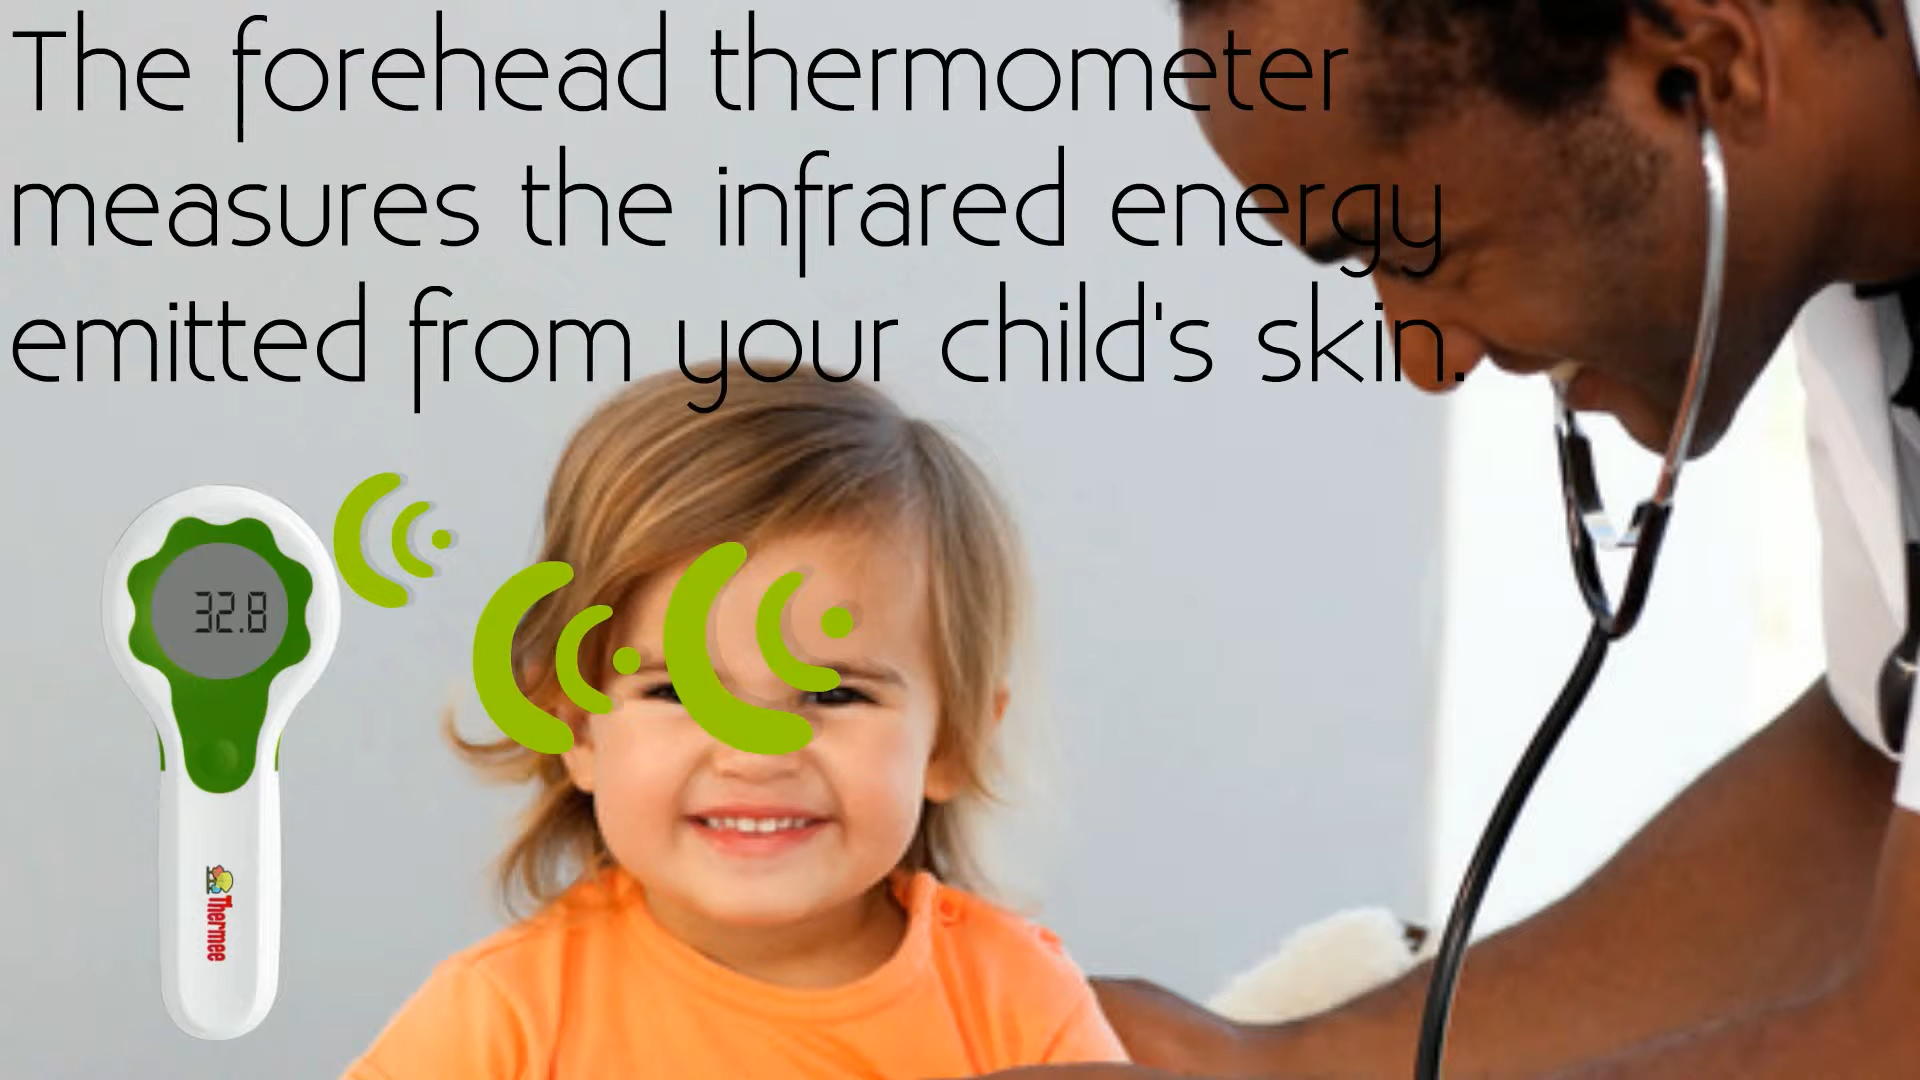 The forehead thermometer
measures the infrared energy
emitted from your child's skin.
32.8
Thermee